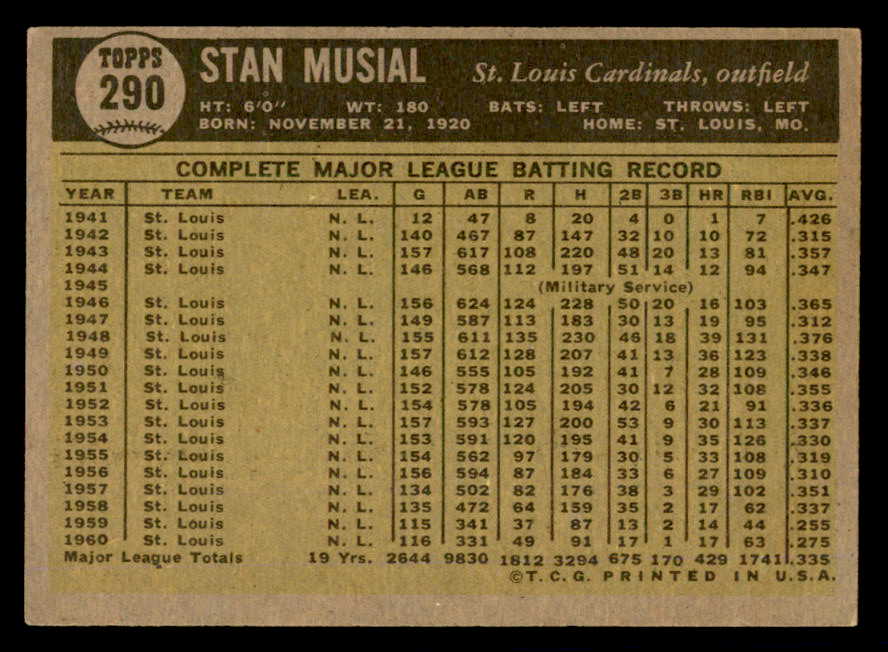 TOPPS
290
STAN MUSIAL St. Louis Cardinals, outfield
HT: 6'0" WT: 180 BATS: LEFT THROWS: LEFT
BORN: NOVEMBER 21, 1920 HOME: ST. LOUIS, MO.
COMPLETE MAJOR LEAGUE BATTING RECORD
YEAR TEAM LEA. G AB R H 2B 3B HR RBI AVG.
1941 St. Louis N. L. 12 47 8 20 4 0 1 7 .426
1942 St. Louis N. L. 140 467 87 147 32 10 10 72 .315
1943 St. Louis N. L. 157 617 108 220 48 20 13 81 .357
1944 St. Louis N. L. 146 568 112 197 51 14 12 94 .347
1945 (Military Service)
1946 St. Louis N. L. 156 624 124 228 50 20 16 103 .365
1947 St. Louis N. L. 149 587 113 183 30 13 19 95 .312
1948 St. Louis N. L. 155 611 135 230 46 18 39 131 .376
1949 St. Louis N. L. 157 612 128 207 41 13 36 123 .338
1950 St. Louis N. L. 146 555 105 192 41 7 28 109 .346
1951 St. Louis N. L. 152 578 124 205 30 12 32 108 .355
1952 St. Louis N. L. 154 578 105 194 42 6 21 91 .336
1953 St. Louis N. L. 157 593 127 200 53 9 30 113 .337
1954 St. Louis N. L. 153 591 120 195 41 9 35 126 .330
1955 St. Louis N. L. 154 562 97 179 30 5 33 108 .319
1956 St. Louis N. L. 156 594 87 184 33 6 27 109 .310
1957 St. Louis N. L. 134 502 82 176 38 3 29 102 .351
1958 St. Louis N. L. 135 472 64 159 35 2 17 62 .337
1959 St. Louis N. L. 115 341 37 87 13 2 14 44 .255
1960 St. Louis N. L. 116 331 49 91 17 1 17 63 .275
Major League Totals 19 Yrs. 2644 9830 1812 3294 675 170 429 1741 .335
©T.C.G. PRINTED IN U.S.A.